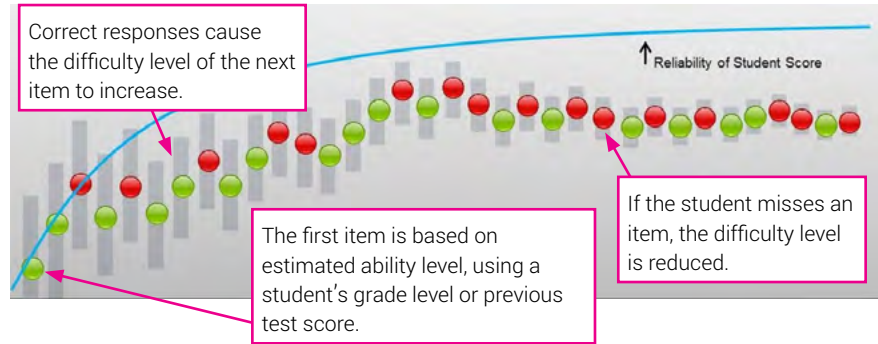 Correct responses cause
the difficulty level of the next
item to increase.
Reliability of Student Score
The first item is based on
estimated ability level, using a
student’s grade level or previous
test score.
If the student misses an
item, the difficulty level
is reduced.